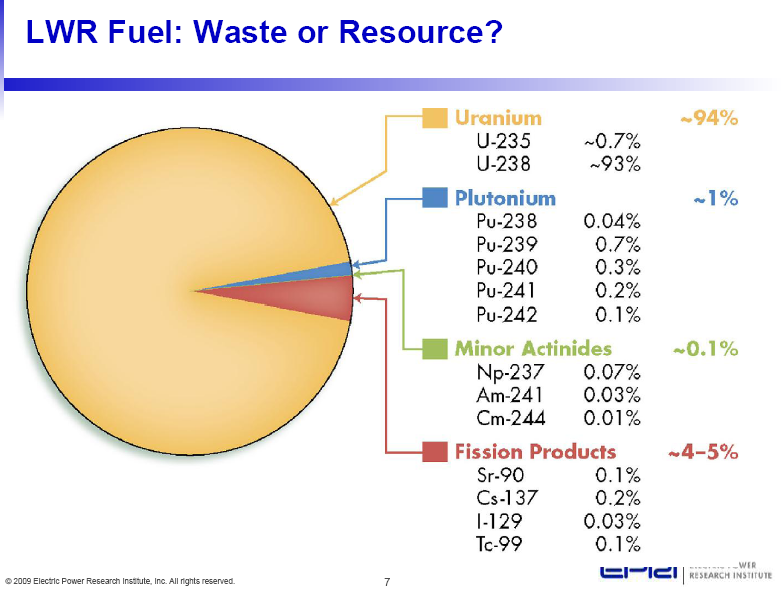 LWR Fuel: Waste or Resource?
Uranium ~94%
U-235 ~0.7%
U-238 ~93%
Plutonium ~1%
Pu-238 0.04%
Pu-239 0.7%
Pu-240 0.3%
Pu-241 0.2%
Pu-242 0.1%
Minor Actinides ~0.1%
Np-237 0.07%
Am-241 0.03%
Cm-244 0.01%
Fission Products ~4–5%
Sr-90 0.1%
Cs-137 0.2%
I-129 0.03%
Tc-99 0.1%
© 2009 Electric Power Research Institute, Inc. All rights reserved.
7
RESEARCH INSTITUTE